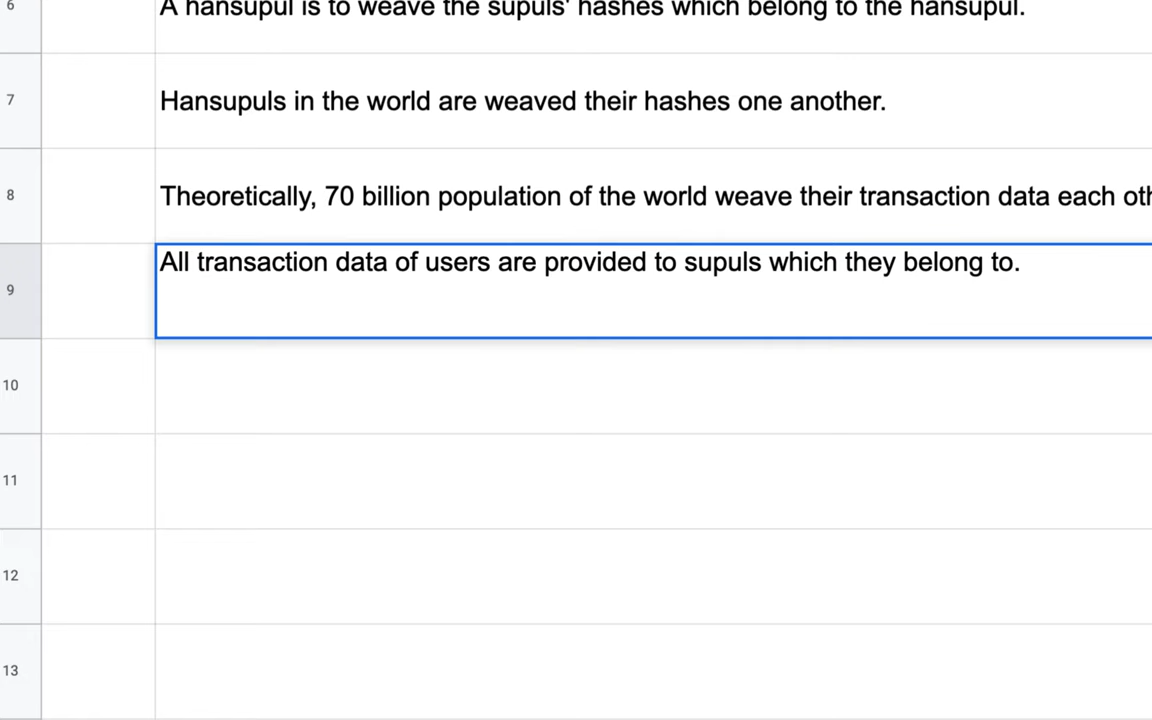 6
A hansupul is to weave the supuls' hashes which belong to the hansupul.
7
Hansupuls in the world are weaved their hashes one another.
8
Theoretically, 70 billion population of the world weave their transaction data each
9
All transaction data of users are provided to supuls which they belong to.
10
11
12
13